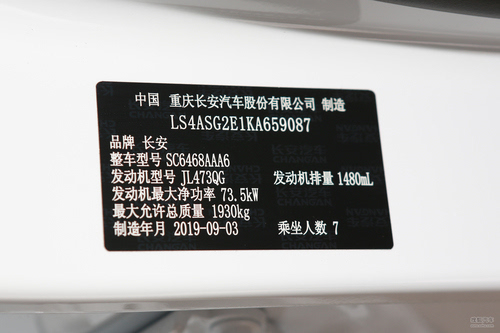 中国 重庆长安汽车股份有限公司 制造
LS4ASG2E1KA659087
品牌 长安
整车型号 SC6468AAA6
发动机型号 JL473QG 发动机排量 1480mL
发动机最大净功率 73.5kW
最大允许总质量 1930kg
制造年月 2019-09-03 乘坐人数 7